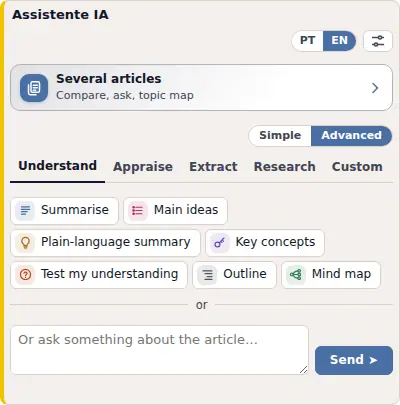 Assistente IA
PT EN
Several articles
Compare, ask, topic map
Simple Advanced
Understand Appraise Extract Research Custom
Summarise Main ideas
Plain-language summary Key concepts
Test my understanding Outline Mind map
or
Or ask something about the article...
Send ➤